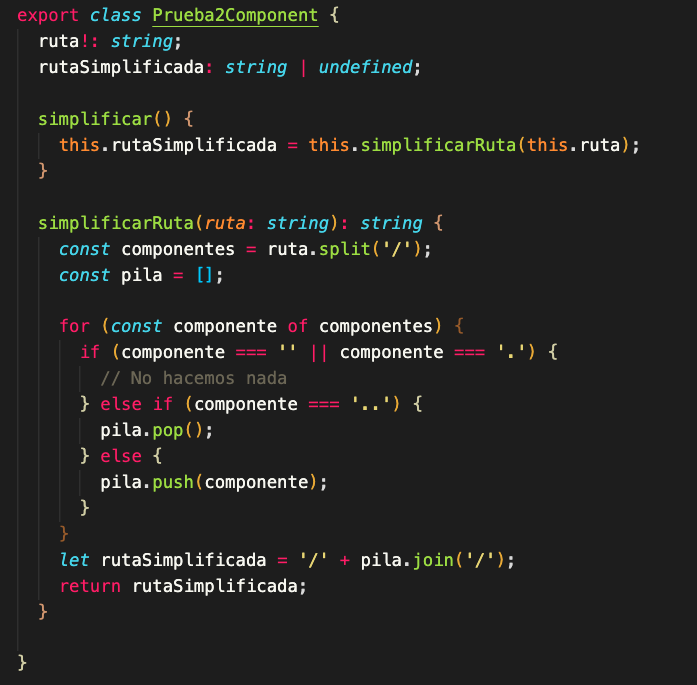 export class Prueba2Component {
  ruta!: string;
  rutaSimplificada: string | undefined;

  simplificar() {
    this.rutaSimplificada = this.simplificarRuta(this.ruta);
  }

  simplificarRuta(ruta: string): string {
    const componentes = ruta.split('/');
    const pila = [];

    for (const componente of componentes) {
      if (componente === '' || componente === '.') {
        // No hacemos nada
      } else if (componente === '..') {
        pila.pop();
      } else {
        pila.push(componente);
      }
    }
    let rutaSimplificada = '/' + pila.join('/');
    return rutaSimplificada;
  }

}